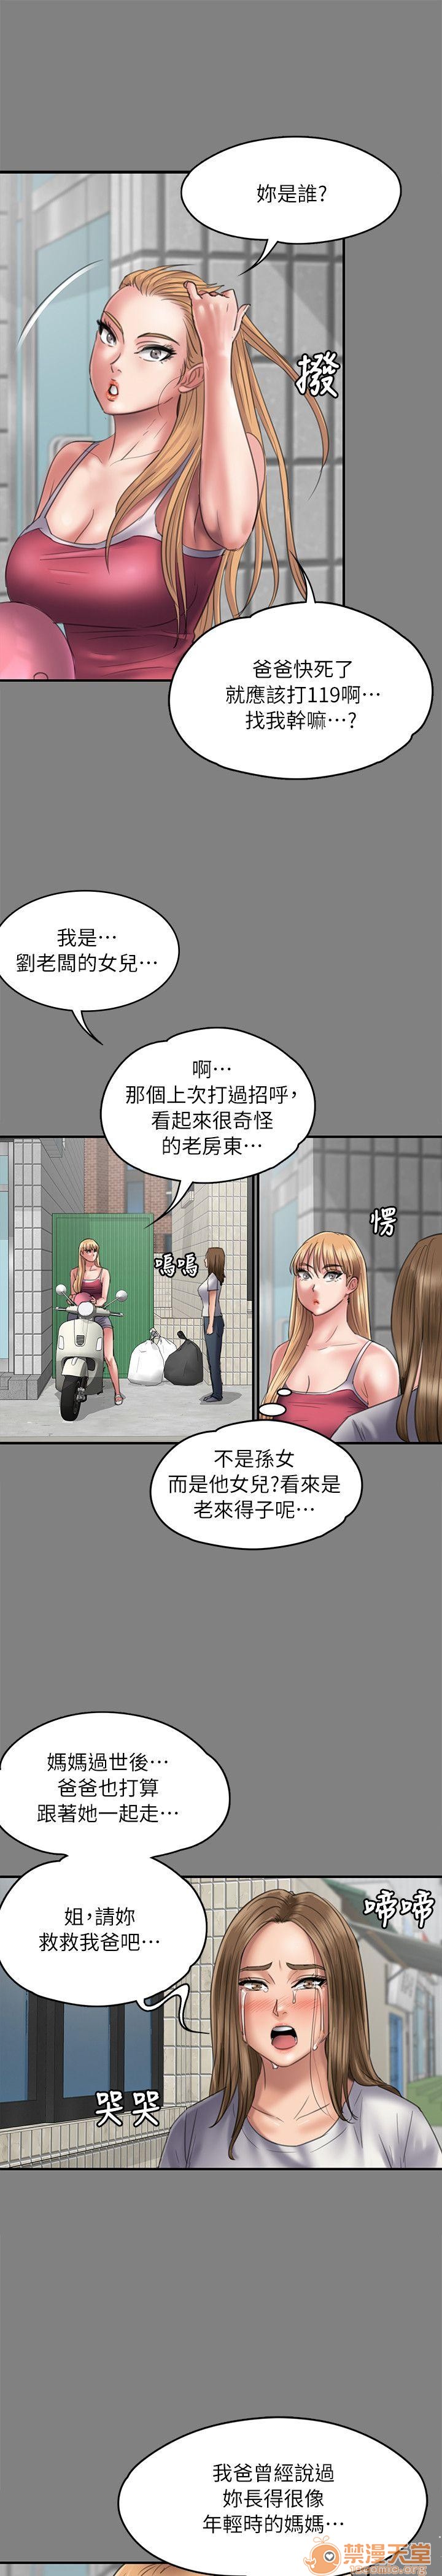 妳是誰?
撥
爸爸快死了
就應該打119啊…
找我幹嘛…?
我是…
劉老闆的女兒…
啊…
那個上次打過招呼,
看起來很奇怪
的老房東…
嗚嗚
愣
不是孫女
而是他女兒?看來是
老來得子呢…
媽媽過世後…
爸爸也打算
跟著她一起走…
姐,請妳
救救我爸吧…
啼啼
哭哭
我爸曾經說過
妳長得很像
年輕時的媽媽…
禁漫天堂
18comic.org